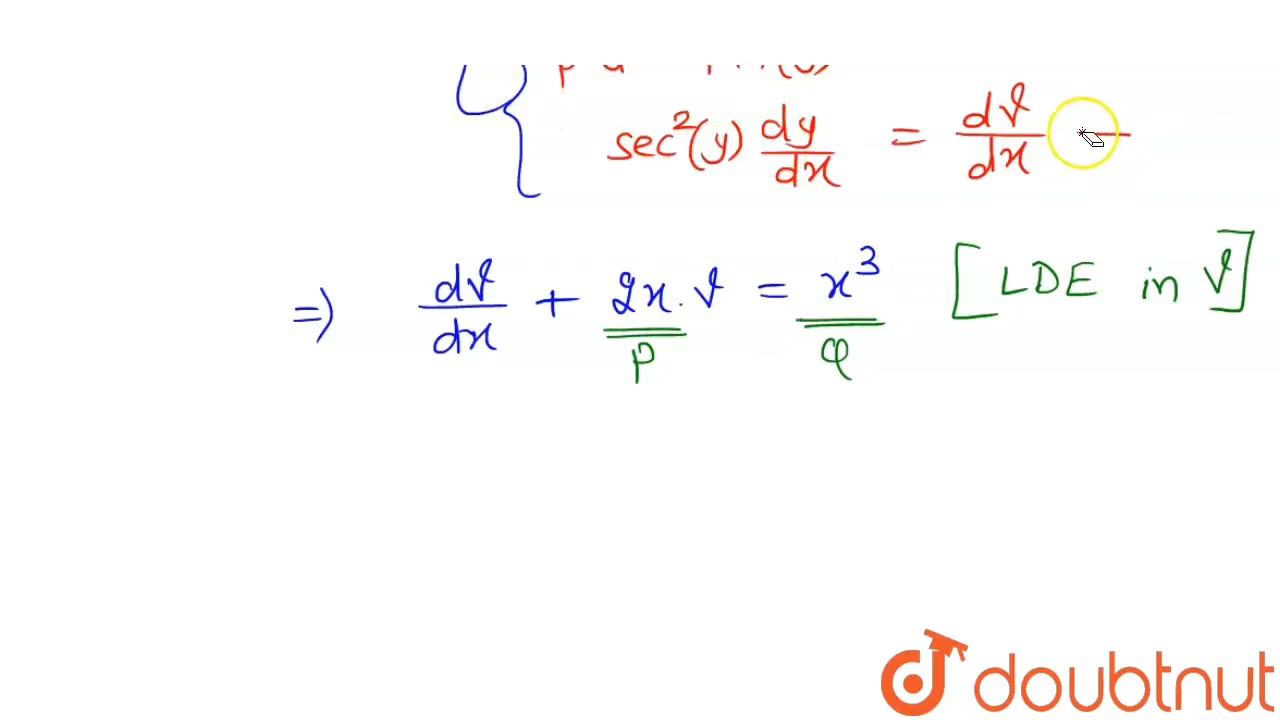 sec²(y) dy/dx = dv/dx
⇒ dv/dx + 2x.v = x³ [LDE in v]
P Q
doubtnut